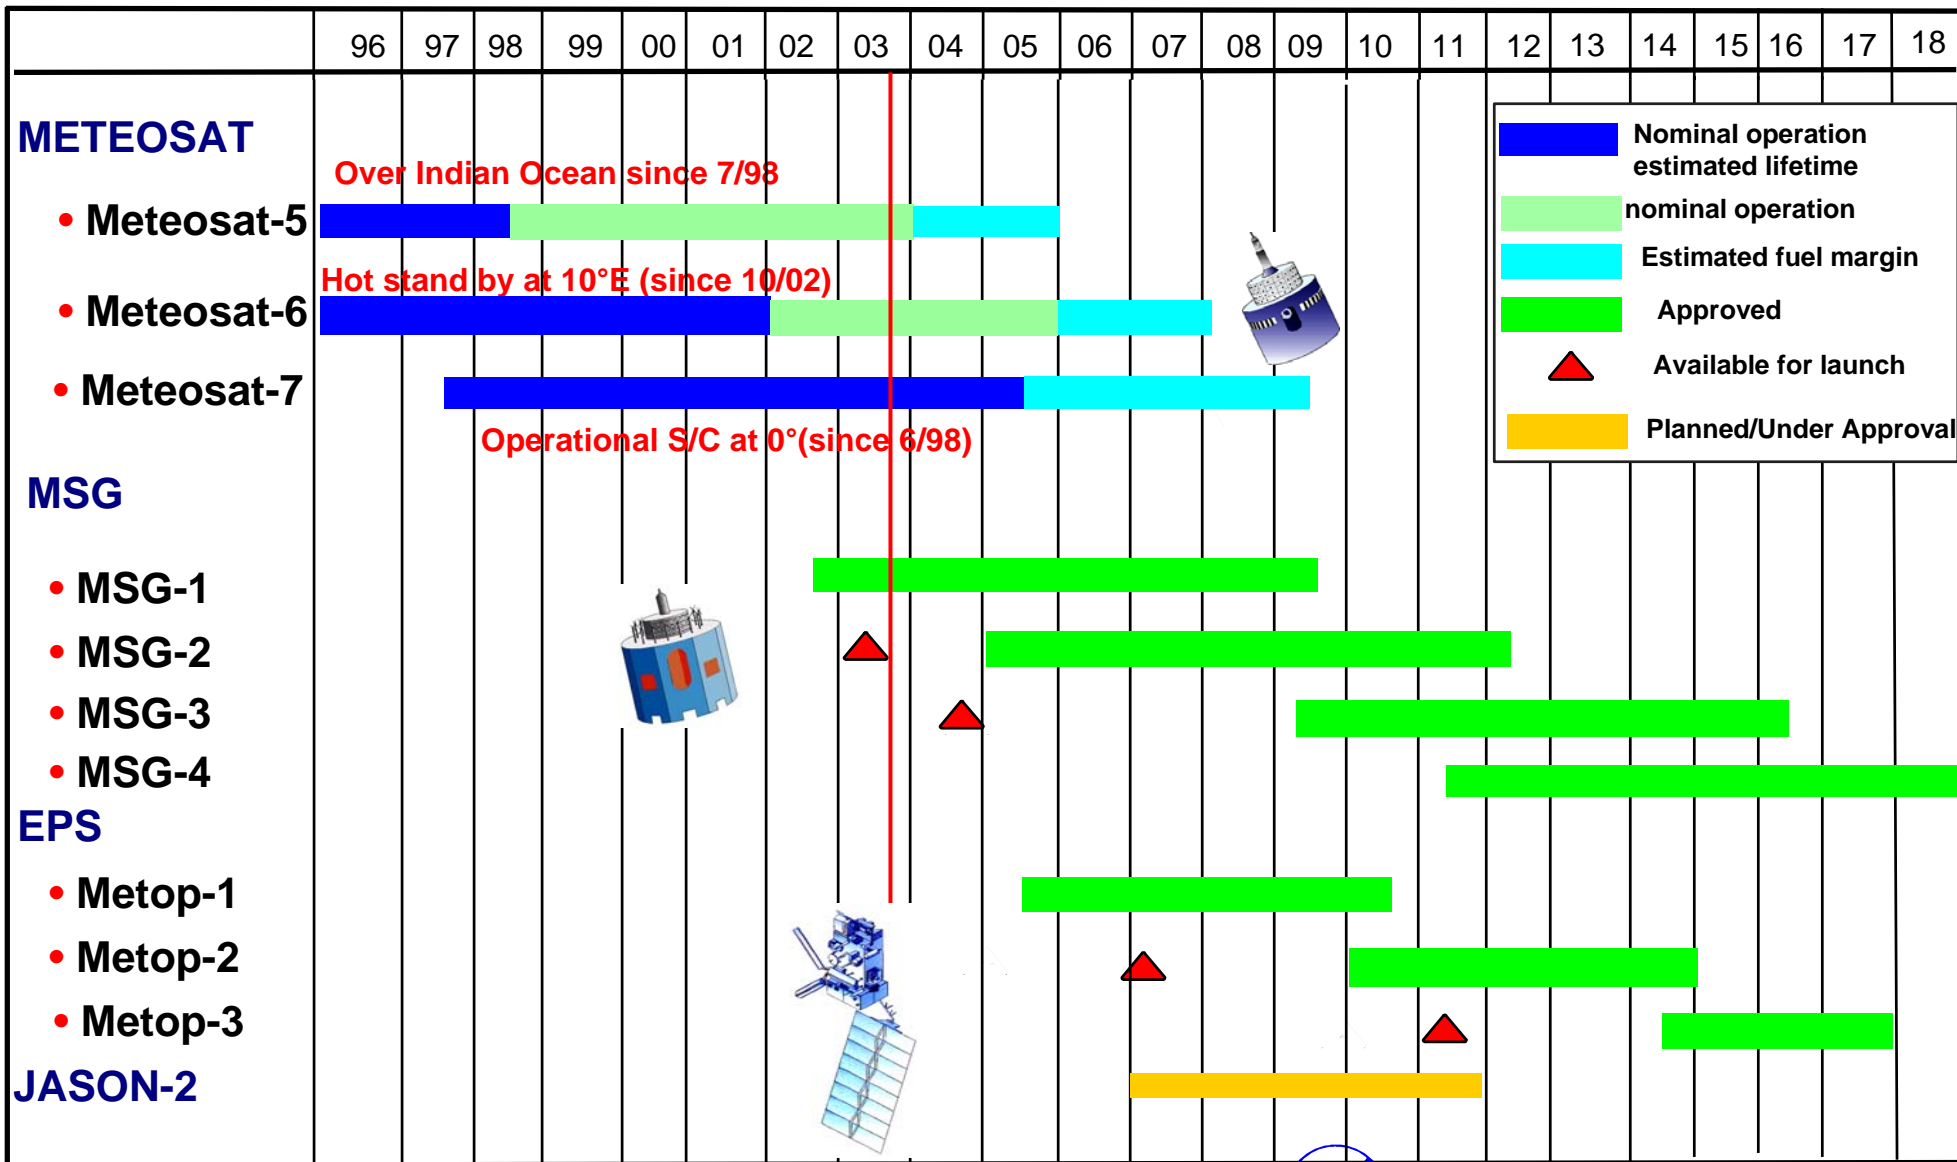 96 97 98 99 00 01 02 03 04 05 06 07 08 09 10 11 12 13 14 15 16 17 18
METEOSAT
Over Indian Ocean since 7/98
• Meteosat-5
Hot stand by at 10°E (since 10/02)
• Meteosat-6
• Meteosat-7
Operational S/C at 0°(since 6/98)
MSG
• MSG-1
• MSG-2
• MSG-3
• MSG-4
EPS
• Metop-1
• Metop-2
• Metop-3
JASON-2
Nominal operation
estimated lifetime
nominal operation
Estimated fuel margin
Approved
Available for launch
Planned/Under Approval